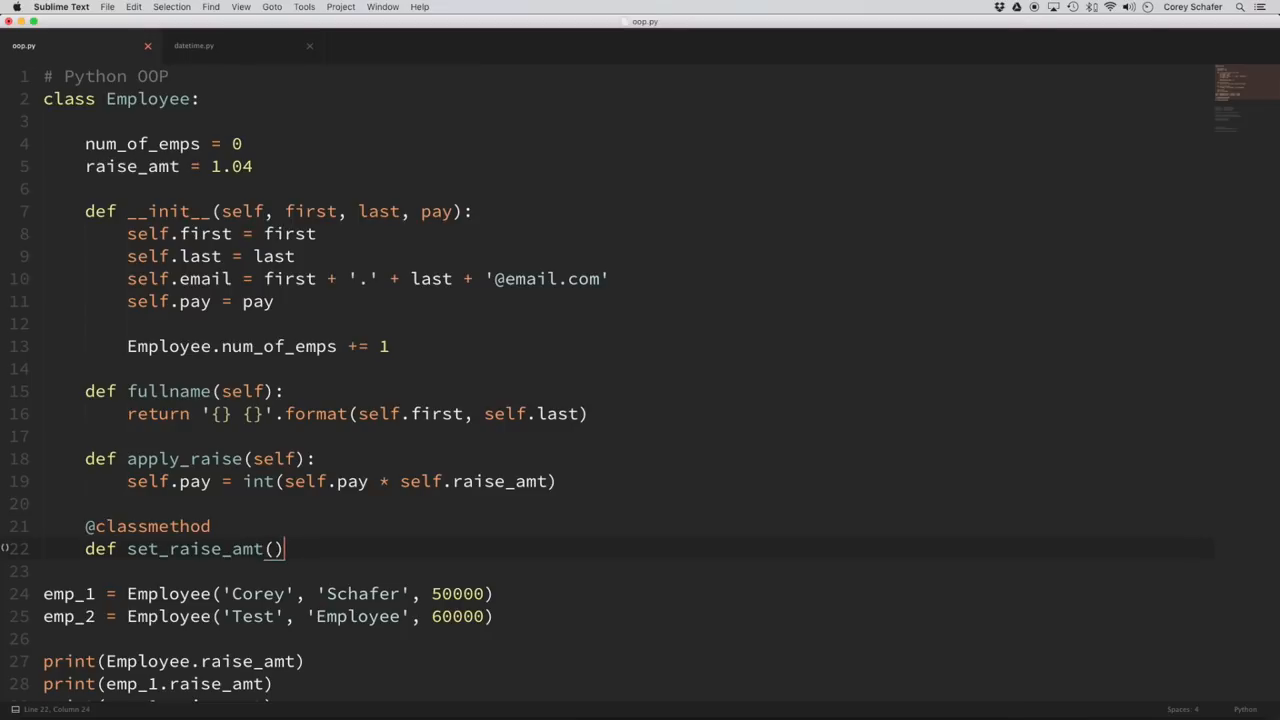 Sublime Text File Edit Selection Find View Goto Tools Project Window Help Corey Schafer
oop.py
oop.py datetime.py
1 # Python OOP
2 class Employee:
3
4 num_of_emps = 0
5 raise_amt = 1.04
6
7 def __init__(self, first, last, pay):
8 self.first = first
9 self.last = last
10 self.email = first + '.' + last + '@email.com'
11 self.pay = pay
12
13 Employee.num_of_emps += 1
14
15 def fullname(self):
16 return '{} {}'.format(self.first, self.last)
17
18 def apply_raise(self):
19 self.pay = int(self.pay * self.raise_amt)
20
21 @classmethod
22 def set_raise_amt()
23
24 emp_1 = Employee('Corey', 'Schafer', 50000)
25 emp_2 = Employee('Test', 'Employee', 60000)
26
27 print(Employee.raise_amt)
28 print(emp_1.raise_amt)
Line 22, Column 24 Spaces: 4 Python